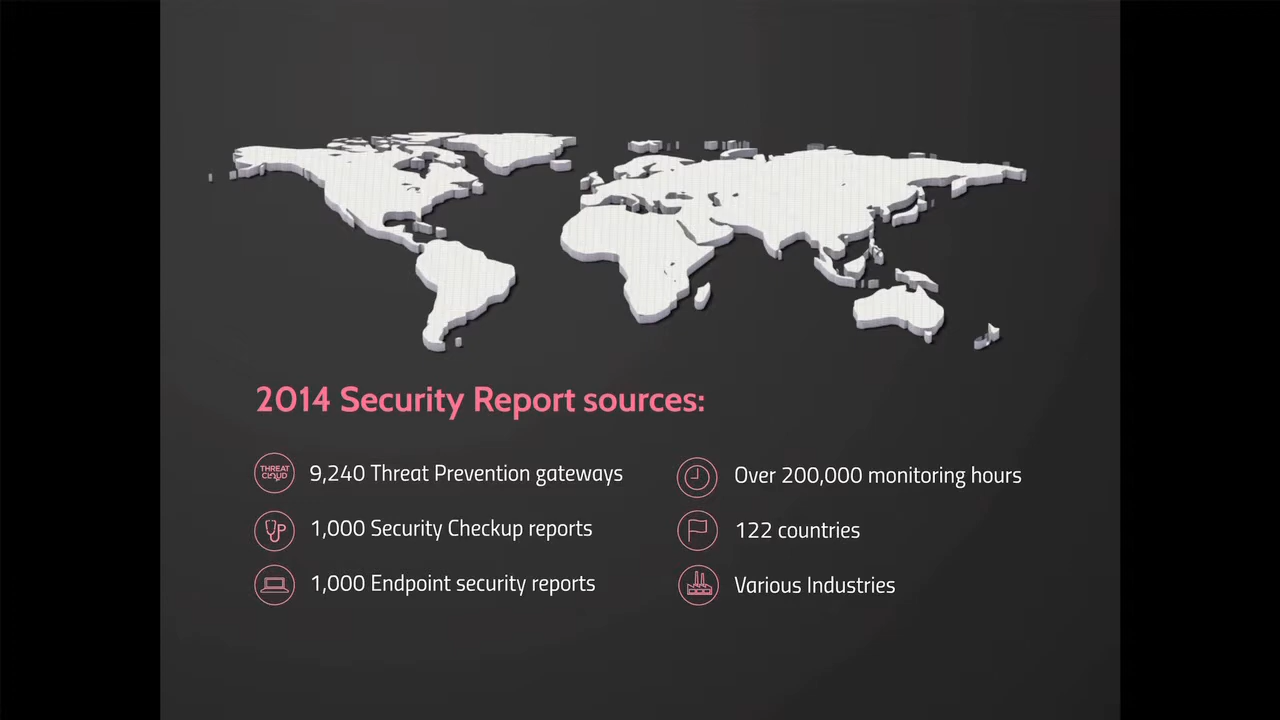 2014 Security Report sources:
THREAT
CLOUD
9,240 Threat Prevention gateways
1,000 Security Checkup reports
1,000 Endpoint security reports
Over 200,000 monitoring hours
122 countries
Various Industries